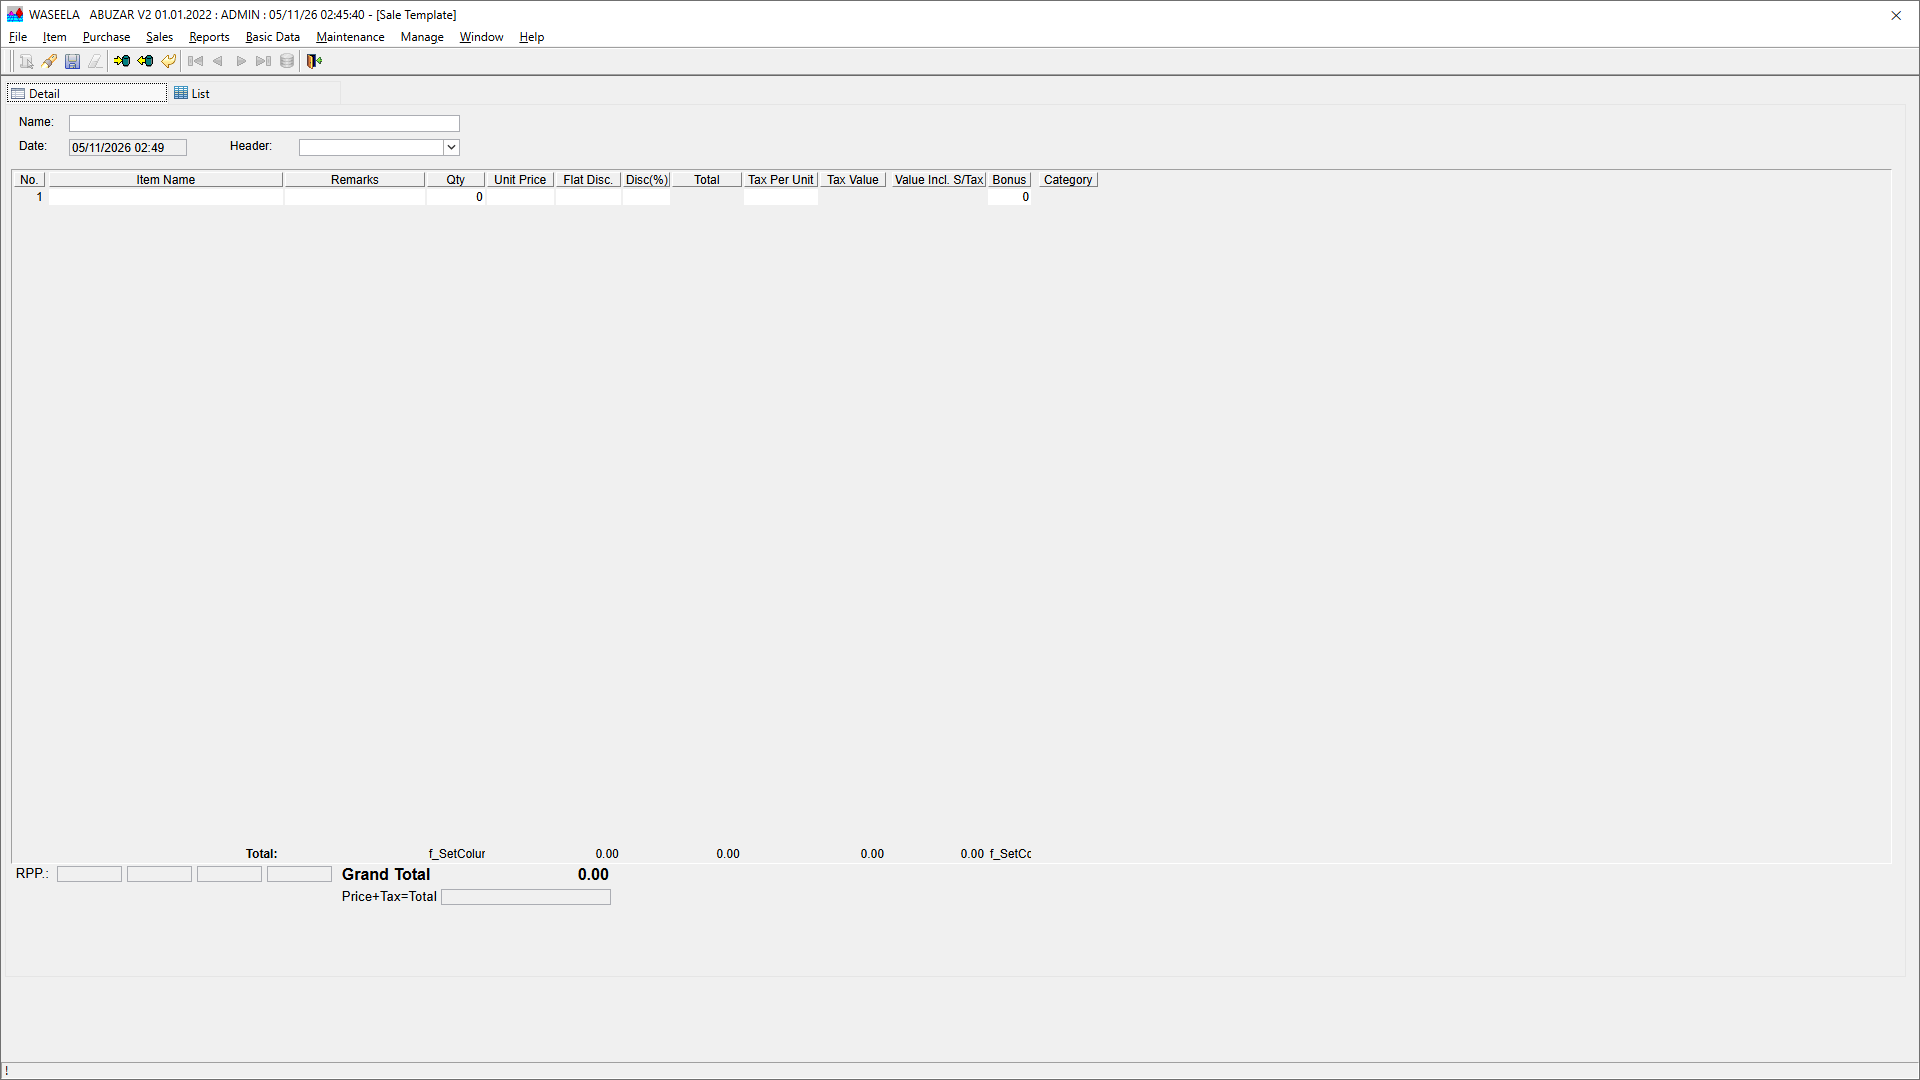 WASEELA   ABUZAR V2 01.01.2022 : ADMIN : 05/11/26 02:45:40 - [Sale Template]
File Item Purchase Sales Reports Basic Data Maintenance Manage Window Help
Detail List
Name:
Date: 05/11/2026 02:49 Header:
No. Item Name Remarks Qty Unit Price Flat Disc. Disc(%) Total Tax Per Unit Tax Value Value Incl. S/Tax Bonus Category
1 0 0
Total: f_SetColur 0.00 0.00 0.00 0.00 f_SetCc
RPP.: Grand Total 0.00
Price+Tax=Total
!